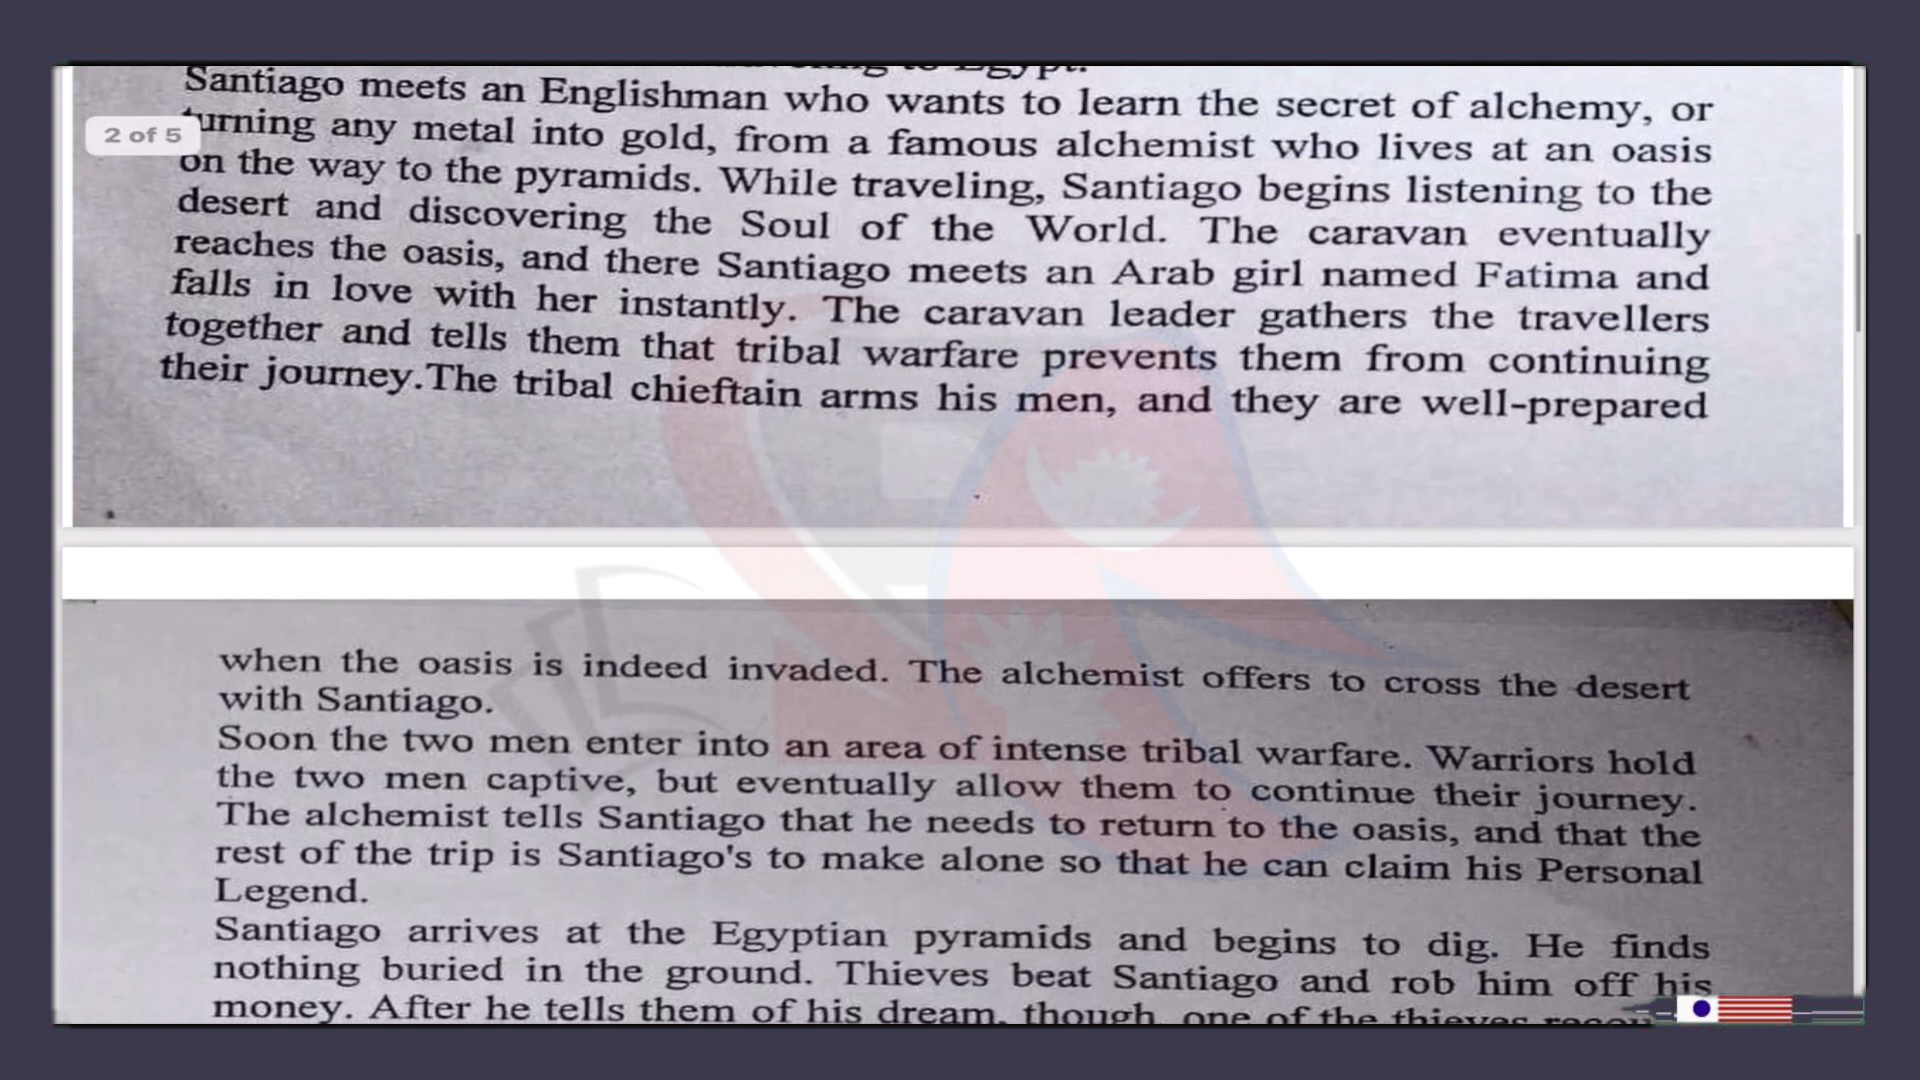 to Egypt.
Santiago meets an Englishman who wants to learn the secret of alchemy, or
turning any metal into gold, from a famous alchemist who lives at an oasis
2 of 5
on the way to the pyramids. While traveling, Santiago begins listening to the
desert and discovering the Soul of the World. The caravan eventually
reaches the oasis, and there Santiago meets an Arab girl named Fatima and
falls in love with her instantly. The caravan leader gathers the travellers
together and tells them that tribal warfare prevents them from continuing
their journey.The tribal chieftain arms his men, and they are well-prepared
when the oasis is indeed invaded. The alchemist offers to cross the desert
with Santiago.
Soon the two men enter into an area of intense tribal warfare. Warriors hold
the two men captive, but eventually allow them to continue their journey.
The alchemist tells Santiago that he needs to return to the oasis, and that the
rest of the trip is Santiago's to make alone so that he can claim his Personal
Legend.
Santiago arrives at the Egyptian pyramids and begins to dig. He finds
nothing buried in the ground. Thieves beat Santiago and rob him off his
money. After he tells them of his dream, though, one of the thieves